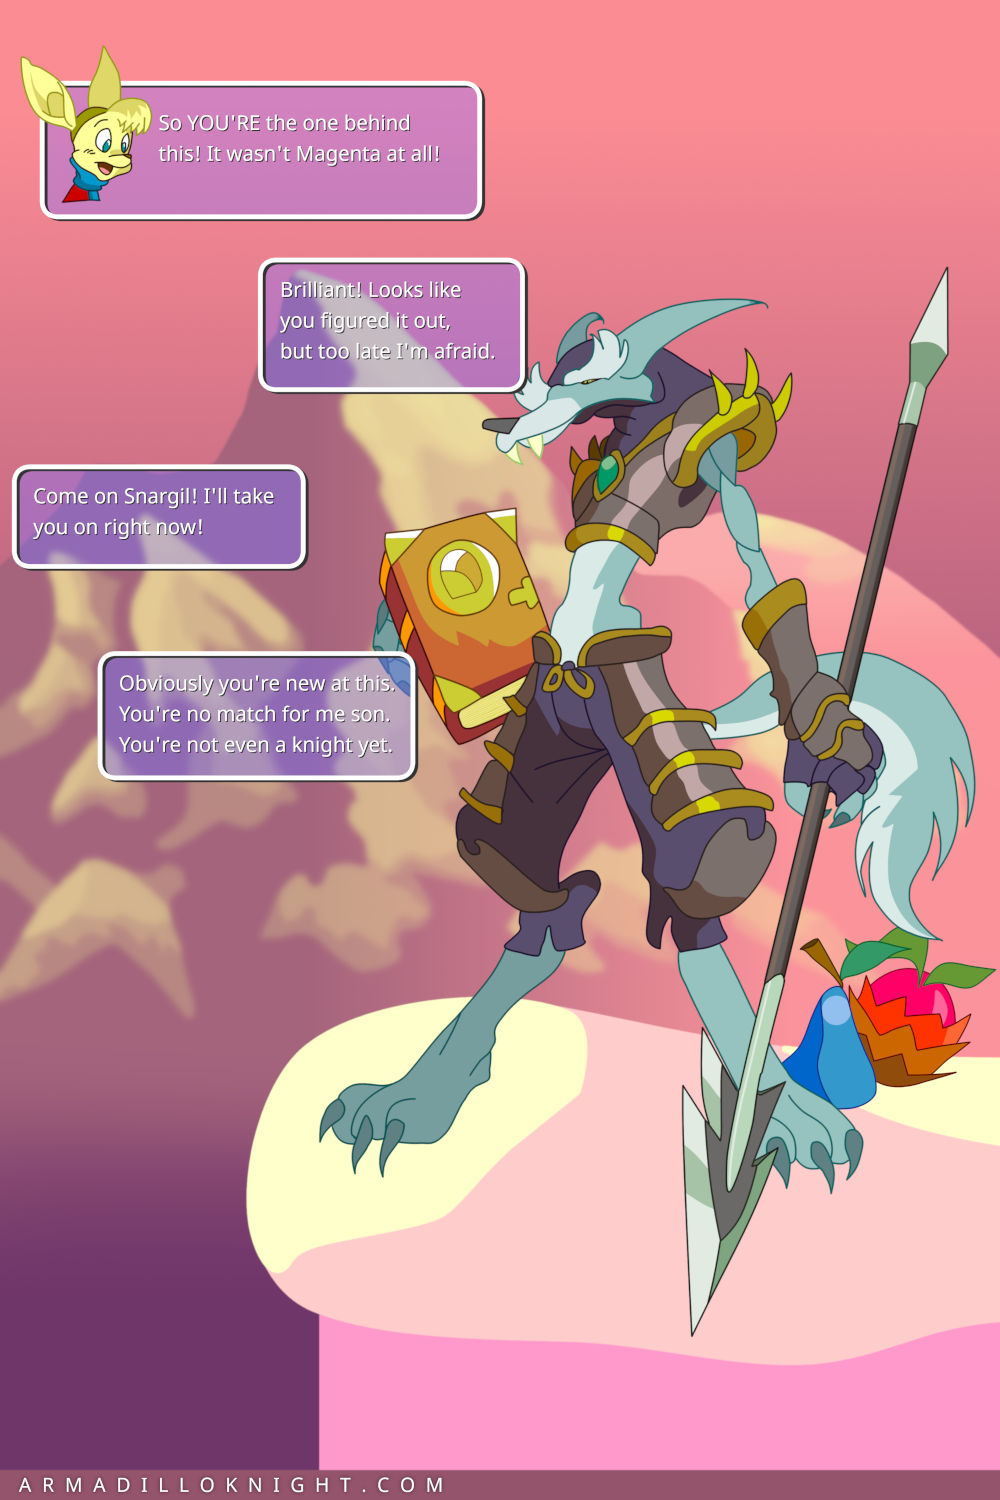 So YOU'RE the one behind
this! It wasn't Magenta at all!
Brilliant! Looks like
you figured it out,
but too late I'm afraid.
Come on Snargil! I'll take
you on right now!
Obviously you're new at this.
You're no match for me son.
You're not even a knight yet.
ARMADILLOKNIGHT.COM